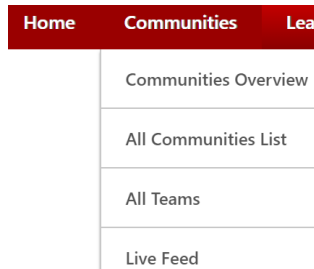 Home Communities Lea
Communities Overview
All Communities List
All Teams
Live Feed